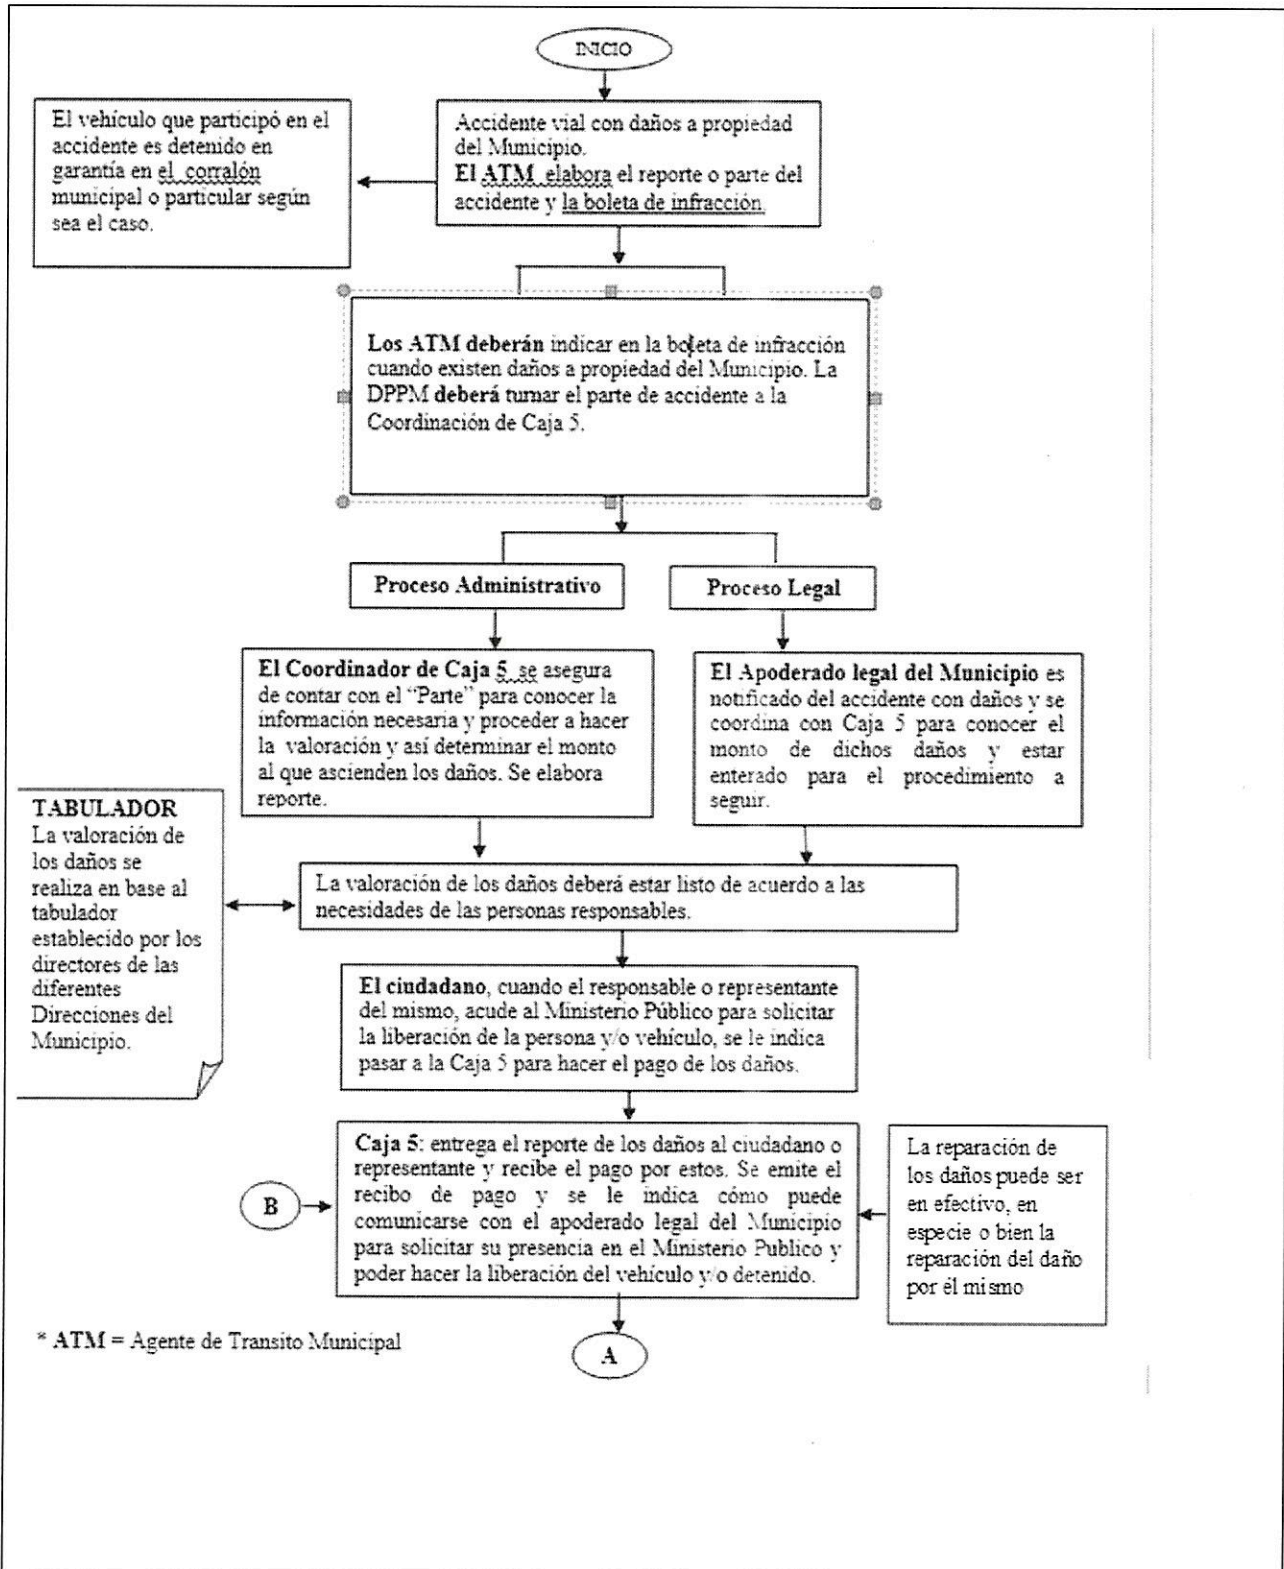 INICIO
El vehículo que participó en el
accidente es detenido en
garantía en el corralón
municipal o particular según
sea el caso.
Accidente vial con daños a propiedad
del Municipio.
El ATM elabora el reporte o parte del
accidente y la boleta de infracción.
Los ATM deberán indicar en la boleta de infracción
cuando existen daños a propiedad del Municipio. La
DPPM deberá turnar el parte de accidente a la
Coordinación de Caja 5.
Proceso Administrativo
Proceso Legal
El Coordinador de Caja 5 se asegura
de contar con el “Parte” para conocer la
información necesaria y proceder a hacer
la valoración y así determinar el monto
al que ascienden los daños. Se elabora
reporte.
El Apoderado legal del Municipio es
notificado del accidente con daños y se
coordina con Caja 5 para conocer el
monto de dichos daños y estar
enterado para el procedimiento a
seguir.
TABULADOR
La valoración de
los daños se
realiza en base al
tabulador
establecido por los
directores de las
diferentes
Direcciones del
Municipio.
La valoración de los daños deberá estar listo de acuerdo a las
necesidades de las personas responsables.
El ciudadano, cuando el responsable o representante
del mismo, acude al Ministerio Público para solicitar
la liberación de la persona y/o vehículo, se le indica
pasar a la Caja 5 para hacer el pago de los daños.
B
Caja 5: entrega el reporte de los daños al ciudadano o
representante y recibe el pago por estos. Se emite el
recibo de pago y se le indica cómo puede
comunicarse con el apoderado legal del Municipio
para solicitar su presencia en el Ministerio Publico y
poder hacer la liberación del vehículo y/o detenido.
La reparación de
los daños puede ser
en efectivo, en
especie o bien la
reparación del daño
por él mismo
* ATM = Agente de Transito Municipal
A